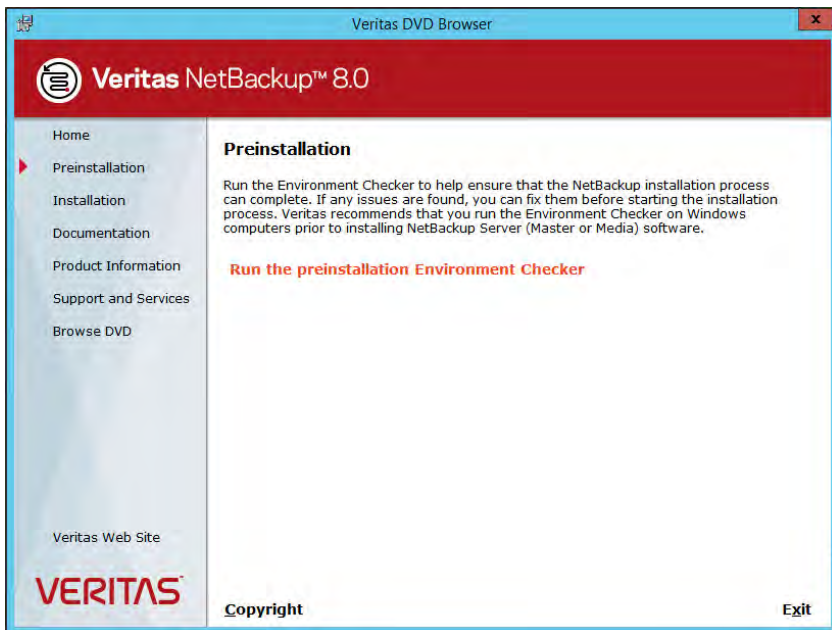 Veritas DVD Browser
x
Veritas NetBackup™ 8.0
Home
Preinstallation
Installation
Documentation
Product Information
Support and Services
Browse DVD
Veritas Web Site
VERITAS
Preinstallation
Run the Environment Checker to help ensure that the NetBackup installation process
can complete. If any issues are found, you can fix them before starting the installation
process. Veritas recommends that you run the Environment Checker on Windows
computers prior to installing NetBackup Server (Master or Media) software.
Run the preinstallation Environment Checker
Copyright
Exit